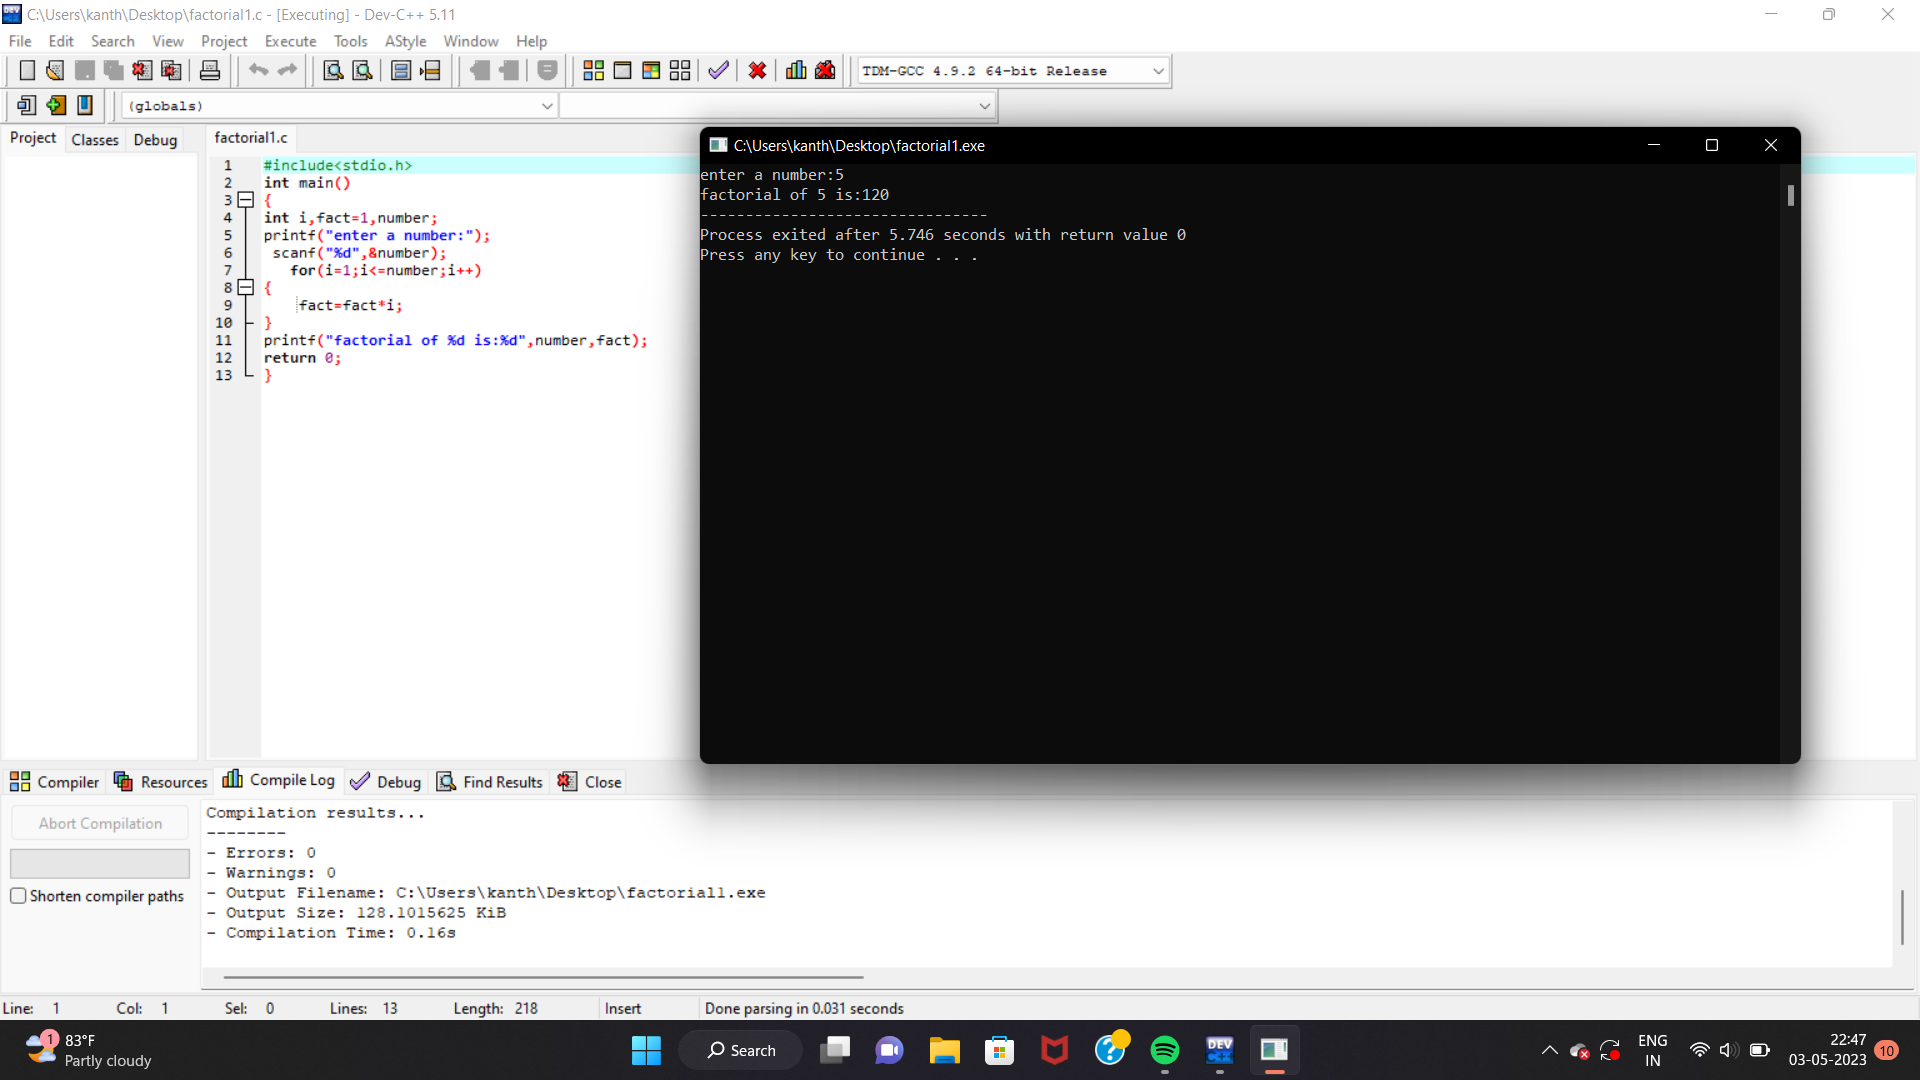 C:\Users\kanth\Desktop\factorial1.c - [Executing] - Dev-C++ 5.11
File Edit Search View Project Execute Tools AStyle Window Help
TDM-GCC 4.9.2 64-bit Release
(globals)
Project Classes Debug
factorial1.c
1 #include<stdio.h>
2 int main()
3 {
4 int i,fact=1,number;
5 printf("enter a number:");
6 scanf("%d",&number);
7 for(i=1;i<=number;i++)
8 {
9 fact=fact*i;
10 }
11 printf("factorial of %d is:%d",number,fact);
12 return 0;
13 }
C:\Users\kanth\Desktop\factorial1.exe
enter a number:5
factorial of 5 is:120
--------------------------------
Process exited after 5.746 seconds with return value 0
Press any key to continue . . .
Compiler Resources Compile Log Debug Find Results Close
Abort Compilation
Shorten compiler paths
Compilation results...
--------
- Errors: 0
- Warnings: 0
- Output Filename: C:\Users\kanth\Desktop\factorial1.exe
- Output Size: 128.1015625 KiB
- Compilation Time: 0.16s
Line: 1 Col: 1 Sel: 0 Lines: 13 Length: 218 Insert Done parsing in 0.031 seconds
1
83°F
Partly cloudy
Search
DEV
C++
ENG
IN
22:47
03-05-2023
10